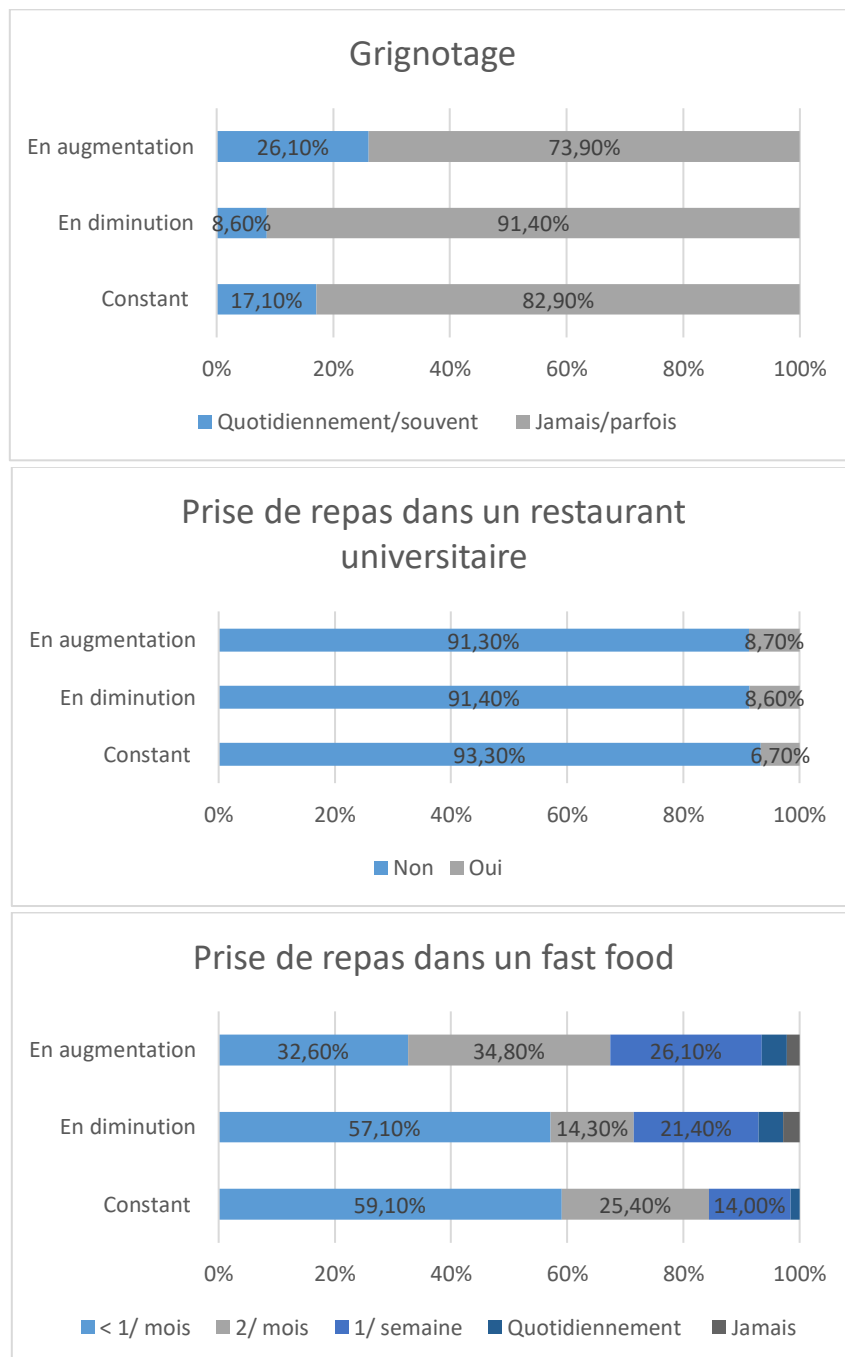 Grignotage
En augmentation 26,10% 73,90%
En diminution 8,60% 91,40%
Constant 17,10% 82,90%
0% 20% 40% 60% 80% 100%
Quotidiennement/souvent Jamais/parfois
Prise de repas dans un restaurant
universitaire
En augmentation 91,30% 8,70%
En diminution 91,40% 8,60%
Constant 93,30% 6,70%
0% 20% 40% 60% 80% 100%
Non Oui
Prise de repas dans un fast food
En augmentation 32,60% 34,80% 26,10%
En diminution 57,10% 14,30% 21,40%
Constant 59,10% 25,40% 14,00%
0% 20% 40% 60% 80% 100%
< 1/ mois 2/ mois 1/ semaine Quotidiennement Jamais